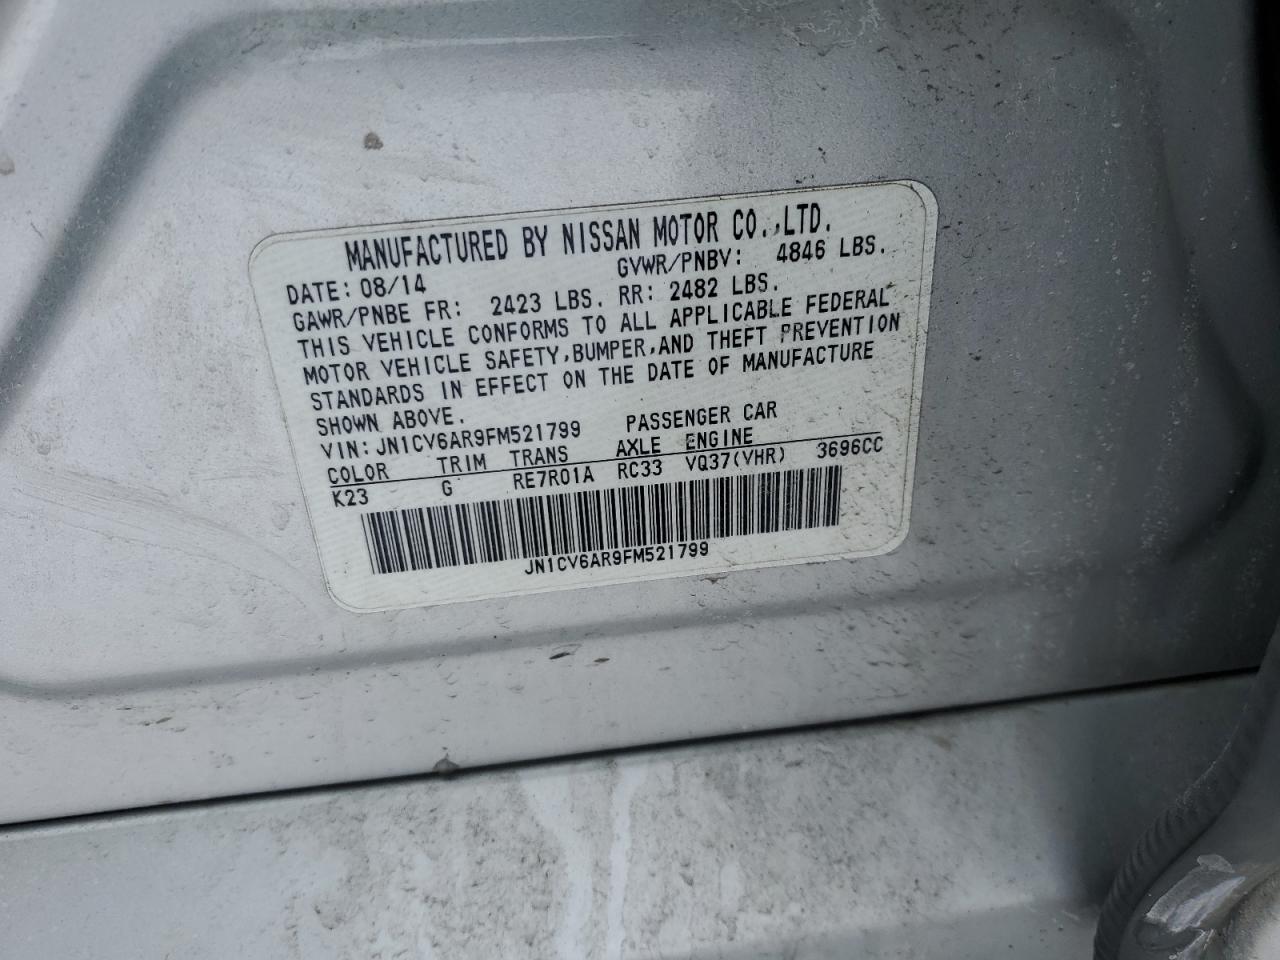 MANUFACTURED BY NISSAN MOTOR CO.,LTD.
DATE: 08/14 GVWR/PNBV: 4846 LBS.
GAWR/PNBE FR: 2423 LBS. RR: 2482 LBS.
THIS VEHICLE CONFORMS TO ALL APPLICABLE FEDERAL
MOTOR VEHICLE SAFETY,BUMPER,AND THEFT PREVENTION
STANDARDS IN EFFECT ON THE DATE OF MANUFACTURE
SHOWN ABOVE.
VIN: JN1CV6AR9FM521799 PASSENGER CAR
COLOR TRIM TRANS AXLE ENGINE
K23 G RE7R01A RC33 VQ37(VHR) 3696CC
JN1CV6AR9FM521799